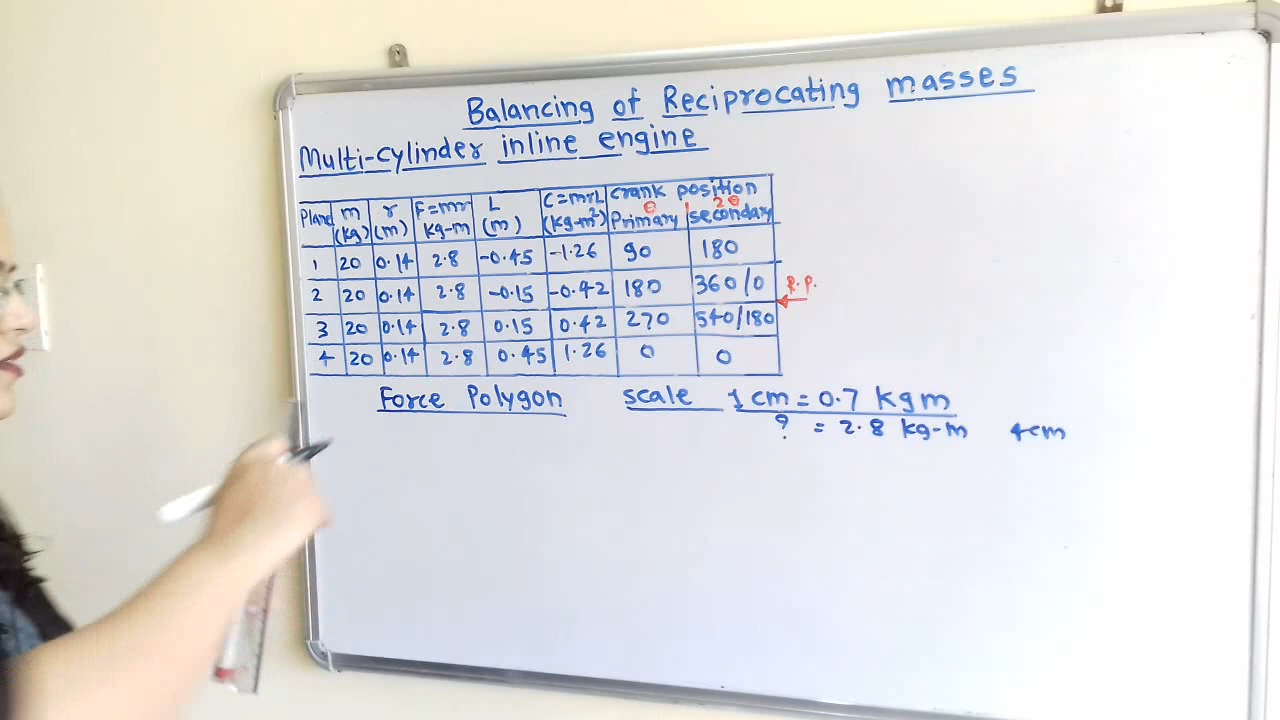 Balancing of Reciprocating masses
Multi-cylinder inline engine
Plane m (kg) r (m) F=mr kg-m L (m) C=mrL (kg-m²) crank position Primary θ secondary 2θ
1 20 0.14 2.8 -0.45 -1.26 90 180
2 20 0.14 2.8 -0.15 -0.42 180 360/0 R.P.
3 20 0.14 2.8 0.15 0.42 270 540/180
4 20 0.14 2.8 0.45 1.26 0 0
Force Polygon scale 1 cm = 0.7 kgm
? = 2.8 kg-m 4cm